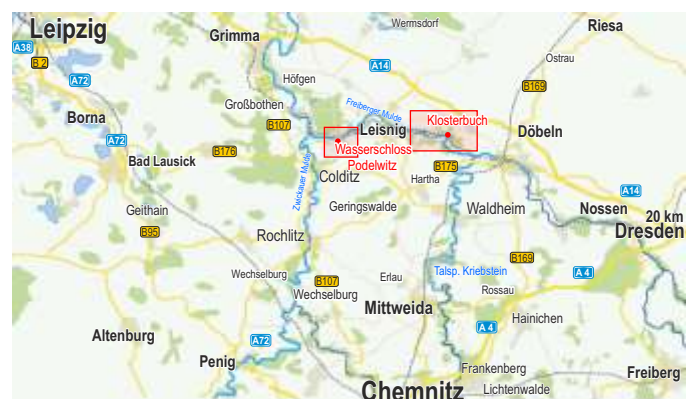 Leipzig
Grimma
Wermsdorf
Riesa
A38
B 2
A72
A14
Ostrau
Höfgen
B169
Großbothen
Freiberger Mulde
Borna
B107
Klosterbuch
A72
Leisnig
Döbeln
B176
Wasserschloss
Podelwitz
Bad Lausick
B175
Zwickauer Mulde
Colditz
Hartha
A14
Geithain
Geringswalde
Waldheim
Nossen
20 km
B95
Rochlitz
Dresden
B169
Wechselburg
B107
Erlau
Talsp. Kriebstein
A 4
Wechselburg
Rossau
Mittweida
Hainichen
Altenburg
A72
A 4
Penig
Frankenberg
Freiberg
Chemnitz
Lichtenwalde